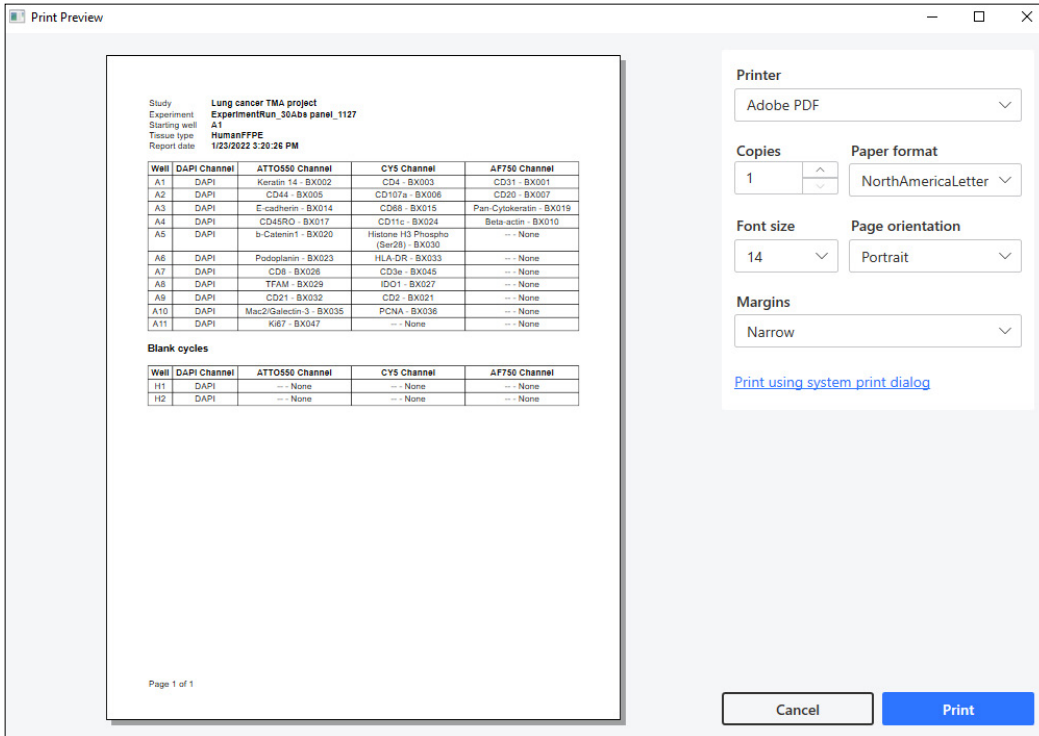 Print Preview
Study Lung cancer TMA project
Experiment ExperimentRun_30Abs panel_1127
Starting well A1
Tissue type HumanFFPE
Report date 1/23/2022 3:20:26 PM
Well DAPI Channel ATTO550 Channel CY5 Channel AF750 Channel
A1 DAPI Keratin 14 - BX002 CD4 - BX003 CD31 - BX001
A2 DAPI CD44 - BX005 CD107a - BX006 CD20 - BX007
A3 DAPI E-cadherin - BX014 CD68 - BX015 Pan-Cytokeratin - BX019
A4 DAPI CD45RO - BX017 CD11c - BX024 Beta-actin - BX010
A5 DAPI b-Catenin1 - BX020 Histone H3 Phospho -- - None
(Ser28) - BX030
A6 DAPI Podoplanin - BX023 HLA-DR - BX033 -- - None
A7 DAPI CD8 - BX026 CD3e - BX045 -- - None
A8 DAPI TFAM - BX029 IDO1 - BX027 -- - None
A9 DAPI CD21 - BX032 CD2 - BX021 -- - None
A10 DAPI Mac2/Galectin-3 - BX035 PCNA - BX036 -- - None
A11 DAPI Ki67 - BX047 -- - None -- - None
Blank cycles
Well DAPI Channel ATTO550 Channel CY5 Channel AF750 Channel
H1 DAPI -- - None -- - None -- - None
H2 DAPI -- - None -- - None -- - None
Page 1 of 1
Printer
Adobe PDF
Copies Paper format
1 NorthAmericaLetter
Font size Page orientation
14 Portrait
Margins
Narrow
Print using system print dialog
Cancel Print